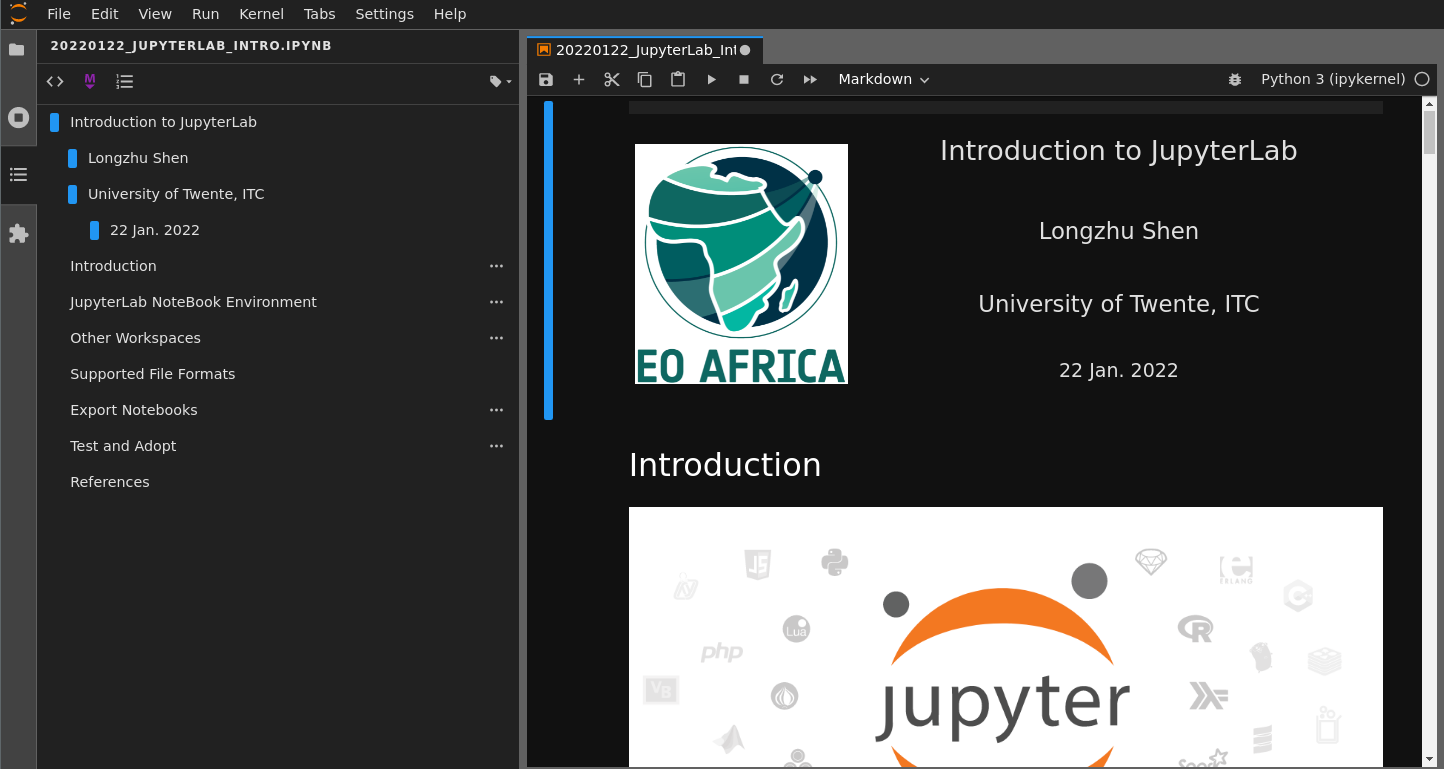 File Edit View Run Kernel Tabs Settings Help
20220122_JUPYTERLAB_INTRO.IPYNB
M
Introduction to JupyterLab
Longzhu Shen
University of Twente, ITC
22 Jan. 2022
Introduction
JupyterLab NoteBook Environment
Other Workspaces
Supported File Formats
Export Notebooks
Test and Adopt
References
20220122_JupyterLab_Int
Markdown
Python 3 (ipykernel)
EO AFRICA
Introduction to JupyterLab
Longzhu Shen
University of Twente, ITC
22 Jan. 2022
Introduction
JS
Lua
php
VB
ERLAND
C++
R
jupyter